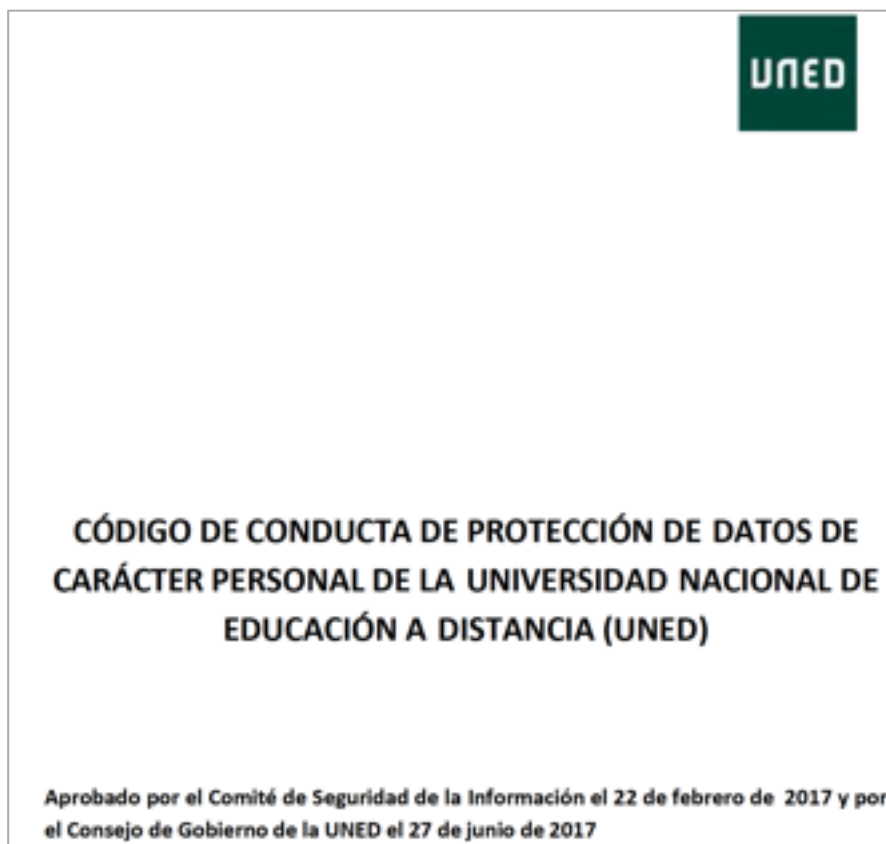 UNED
CÓDIGO DE CONDUCTA DE PROTECCIÓN DE DATOS DE
CARÁCTER PERSONAL DE LA UNIVERSIDAD NACIONAL DE
EDUCACIÓN A DISTANCIA (UNED)
Aprobado por el Comité de Seguridad de la Información el 22 de febrero de 2017 y por
el Consejo de Gobierno de la UNED el 27 de junio de 2017